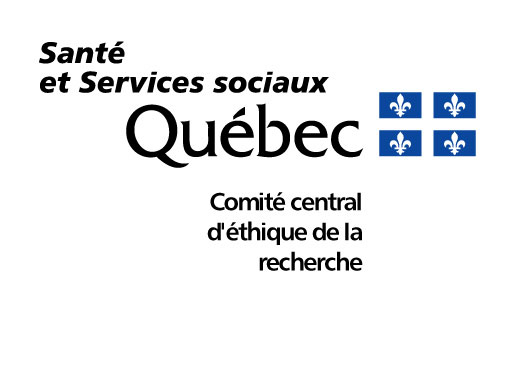 Santé
et Services sociaux
Québec
Comité central
d'éthique de la
recherche